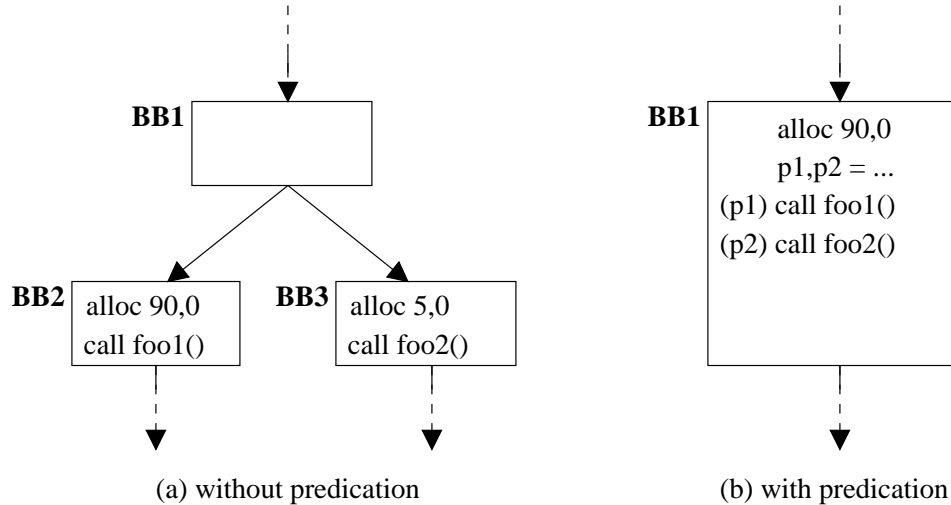 BB1
BB2
alloc 90,0
call foo1()
BB3
alloc 5,0
call foo2()
(a) without predication
BB1
alloc 90,0
p1,p2 = ...
(p1) call foo1()
(p2) call foo2()
(b) with predication